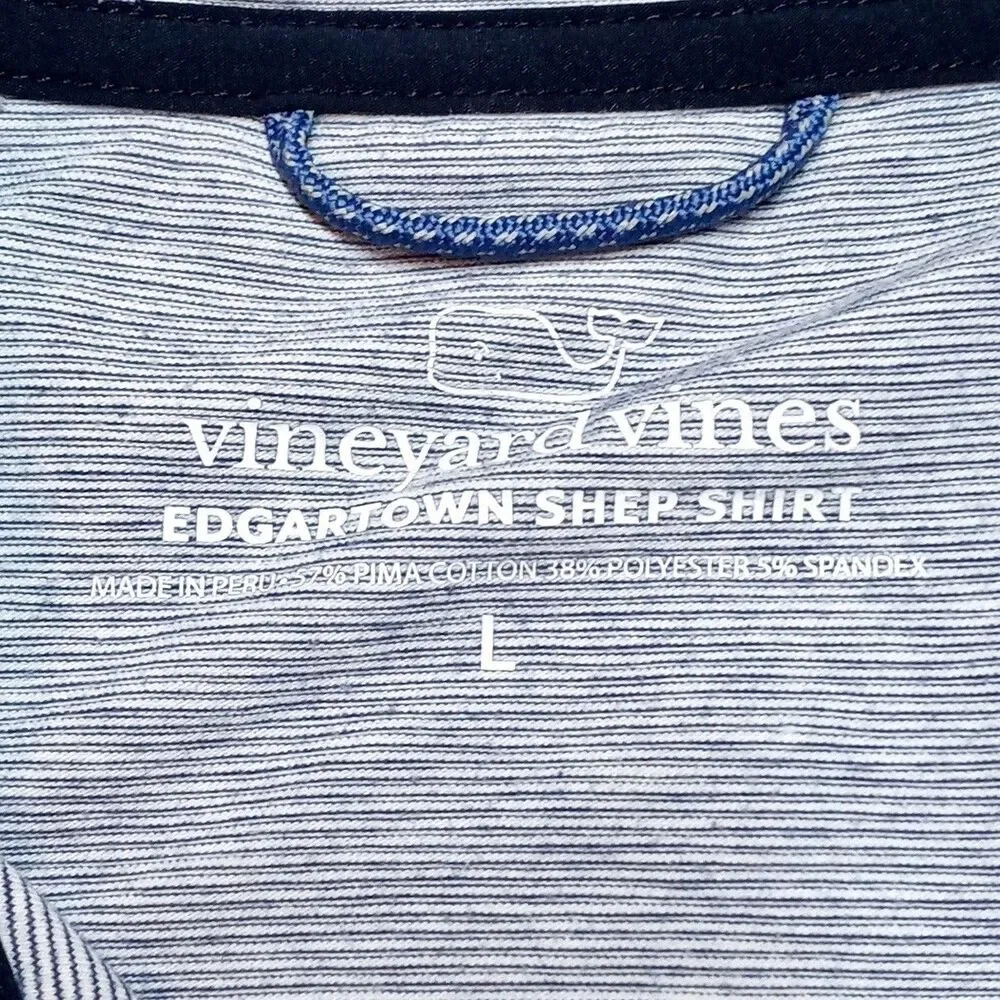 vineyard vines
EDGARTOWN SHEP SHIRT
MADE IN PERU • 57% PIMA COTTON 38% POLYESTER 5% SPANDEX
L